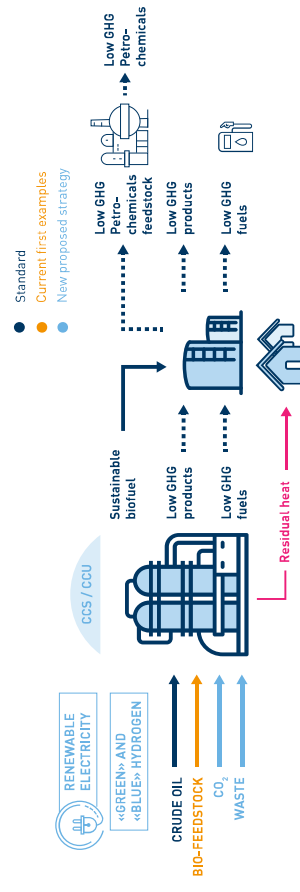 Standard
Current first examples
New proposed strategy
RENEWABLE
ELECTRICITY
«GREEN» AND
«BLUE» HYDROGEN
CCS / CCU
CRUDE OIL
BIO-FEEDSTOCK
CO₂
WASTE
Sustainable
biofuel
Low GHG
products
Low GHG
fuels
Residual heat
Low GHG
Petro-
chemicals
feedstock
Low GHG
products
Low GHG
fuels
Low GHG
Petro-
chemicals